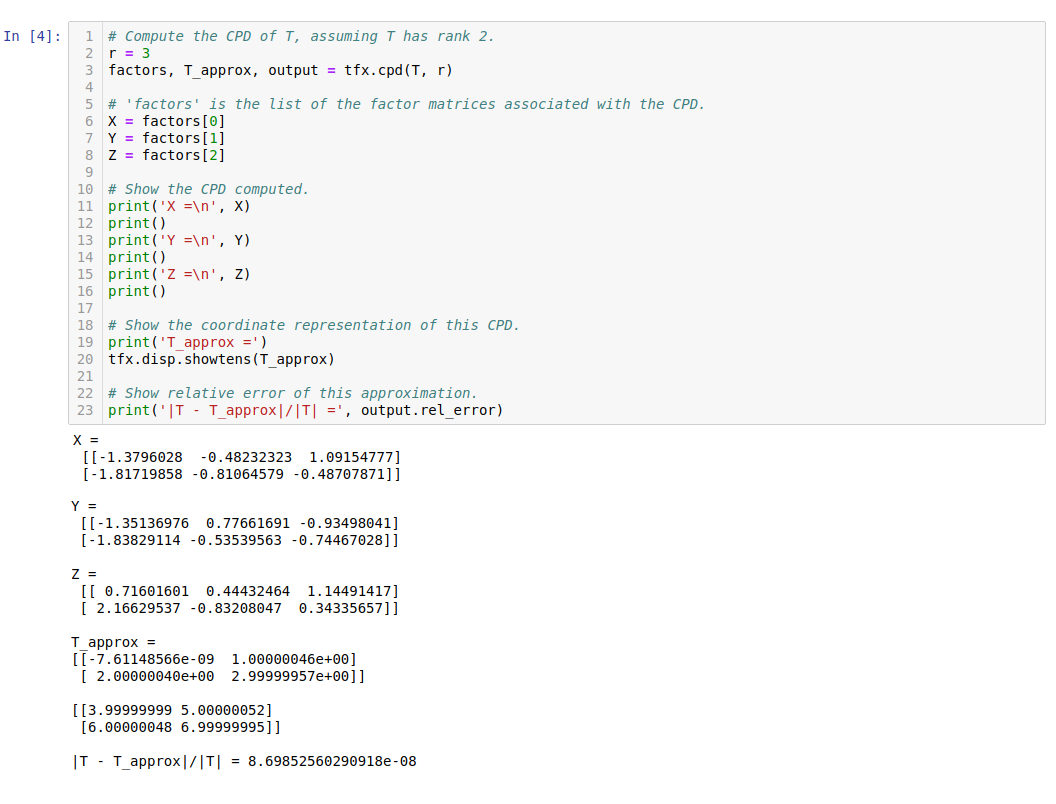 In [4]:
1 # Compute the CPD of T, assuming T has rank 2.
2 r = 3
3 factors, T_approx, output = tfx.cpd(T, r)
4
5 # 'factors' is the list of the factor matrices associated with the CPD.
6 X = factors[0]
7 Y = factors[1]
8 Z = factors[2]
9
10 # Show the CPD computed.
11 print('X =\n', X)
12 print()
13 print('Y =\n', Y)
14 print()
15 print('Z =\n', Z)
16 print()
17
18 # Show the coordinate representation of this CPD.
19 print('T_approx =')
20 tfx.disp.showtens(T_approx)
21
22 # Show relative error of this approximation.
23 print('|T - T_approx|/|T| =', output.rel_error)
X =
[[-1.3796028  -0.48232323  1.09154777]
[-1.81719858 -0.81064579 -0.48707871]]
Y =
[[-1.35136976  0.77661691 -0.93498041]
[-1.83829114 -0.53539563 -0.74467028]]
Z =
[[ 0.71601601  0.44432464  1.14491417]
[ 2.16629537 -0.83208047  0.34335657]]
T_approx =
[[-7.61148566e-09  1.00000046e+00]
[ 2.00000040e+00  2.99999957e+00]]
[[3.99999999 5.00000052]
[6.00000048 6.99999995]]
|T - T_approx|/|T| = 8.69852560290918e-08